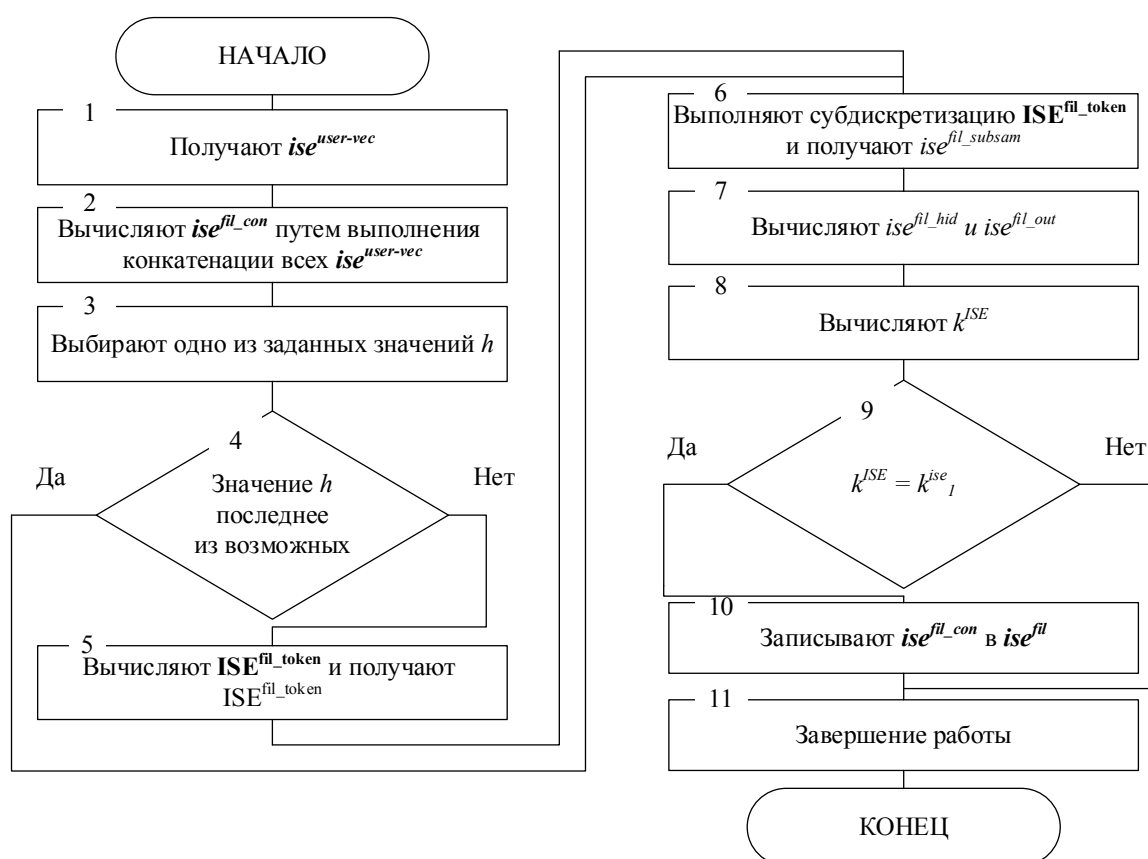 НАЧАЛО
1
Получают ise^user-vec
2
Вычисляют ise^fil_con путем выполнения
конкатенации всех ise^user-vec
3
Выбирают одно из заданных значений h
4
Да
Нет
Значение h
последнее
из возможных
5
Вычисляют ISE^fil_token и получают
ISE^fil_token
6
Выполняют субдискретизацию ISE^fil_token
и получают ise^fil_subsam
7
Вычисляют ise^fil_hid и ise^fil_out
8
Вычисляют k^ISE
9
Да
Нет
k^ISE = k^ise_1
10
Записывают ise^fil_con в ise^fil
11
Завершение работы
КОНЕЦ